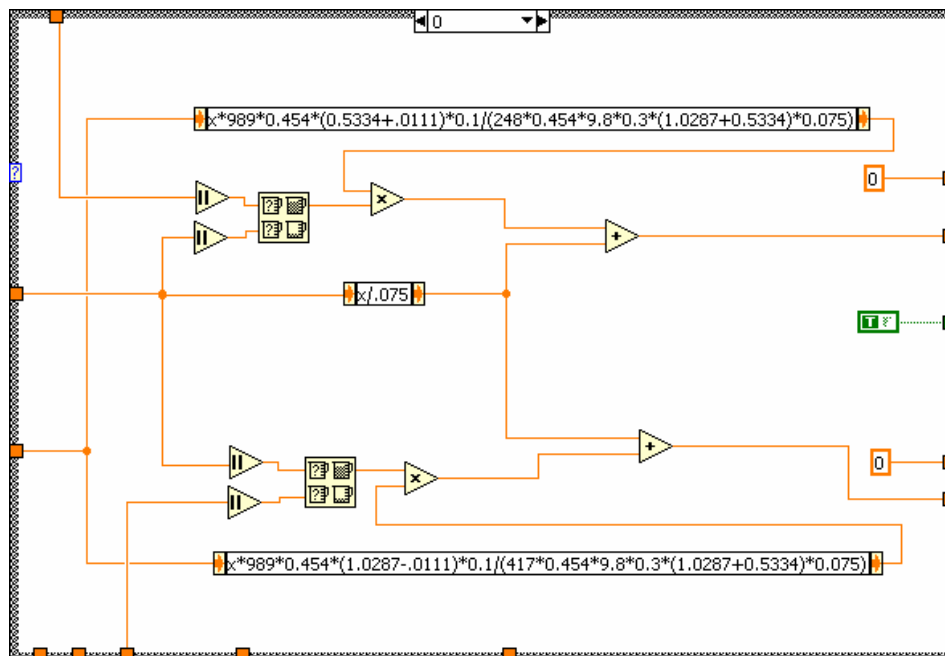 0
x*989*0.454*(0.5334+.0111)*0.1/(248*0.454*9.8*0.3*(1.0287+0.5334)*0.075)
?
0
||
x
? ?
||
+
x/.075
T
||
+
0
? ?
x
||
x*989*0.454*(1.0287-.0111)*0.1/(417*0.454*9.8*0.3*(1.0287+0.5334)*0.075)